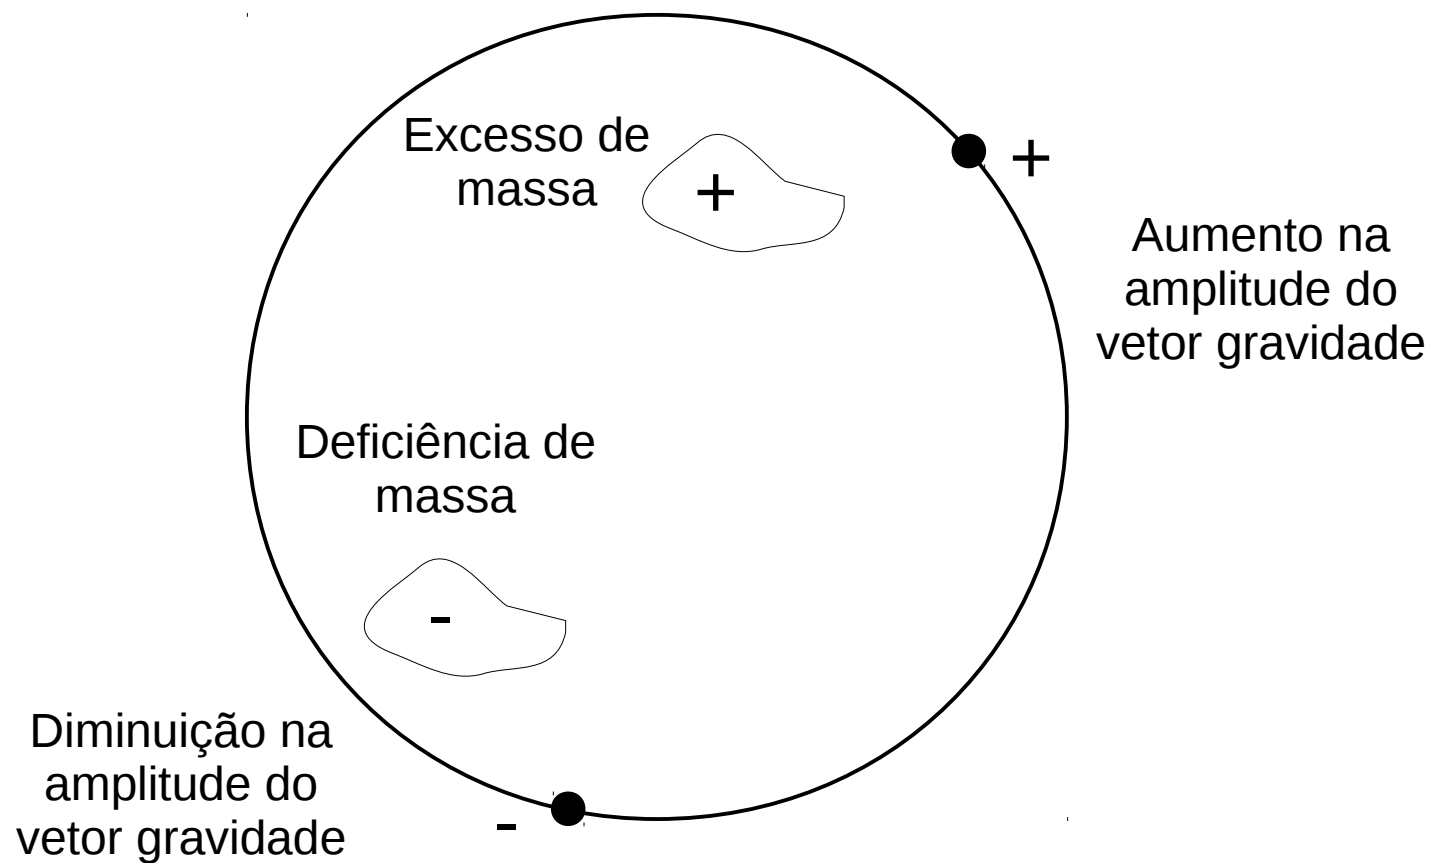 Excesso de
massa
+
+
Aumento na
amplitude do
vetor gravidade
Deficiência de
massa
-
Diminuição na
amplitude do
vetor gravidade
-